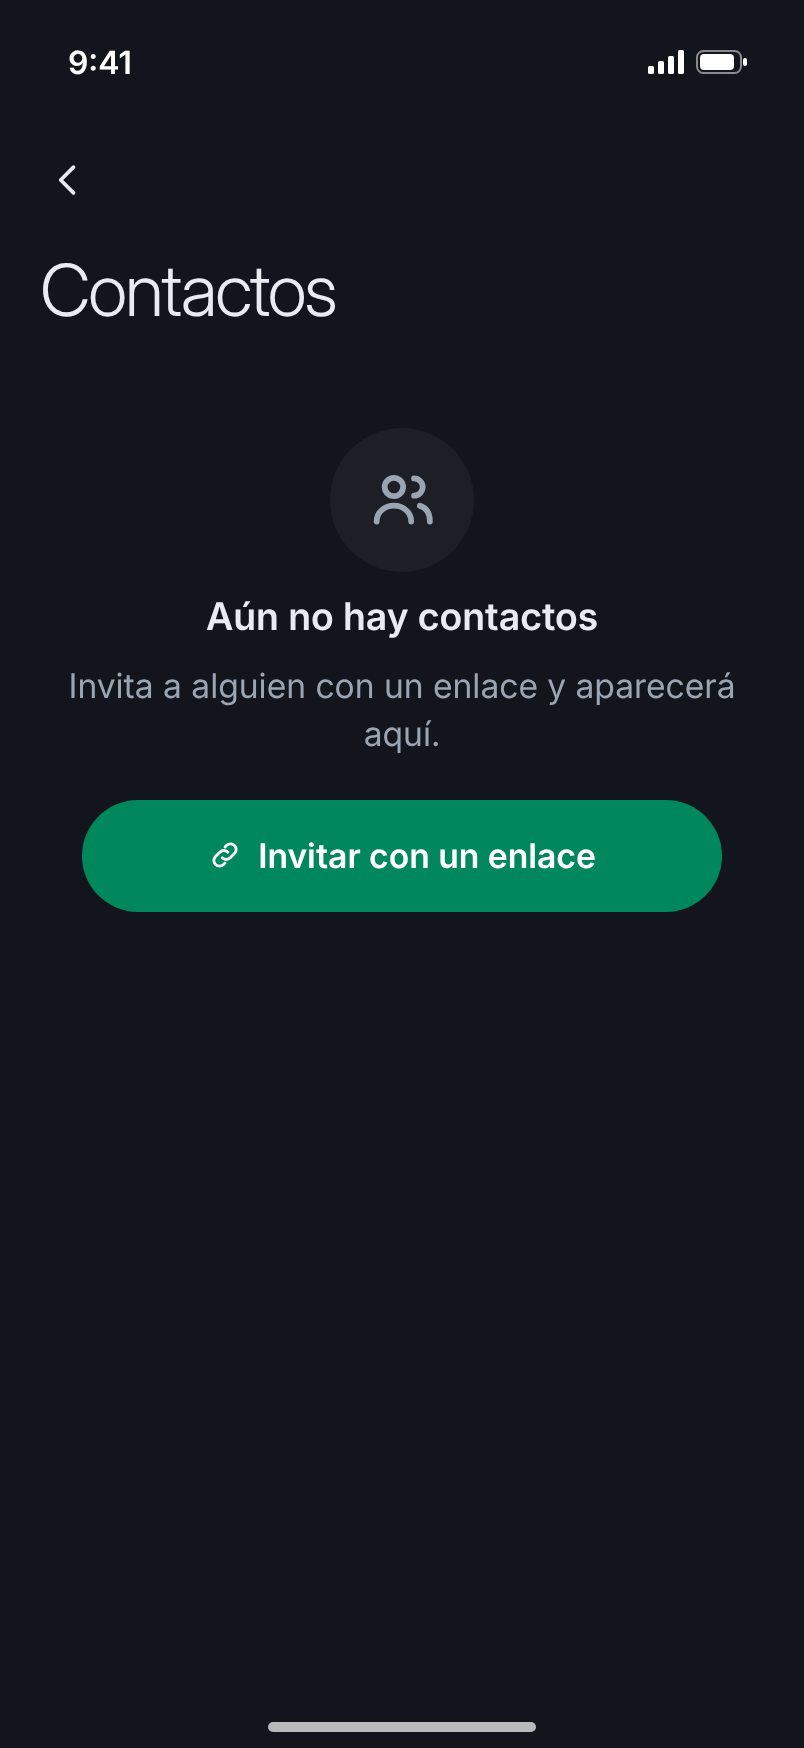 9:41
Contactos
Aún no hay contactos
Invita a alguien con un enlace y aparecerá
aquí.
Invitar con un enlace